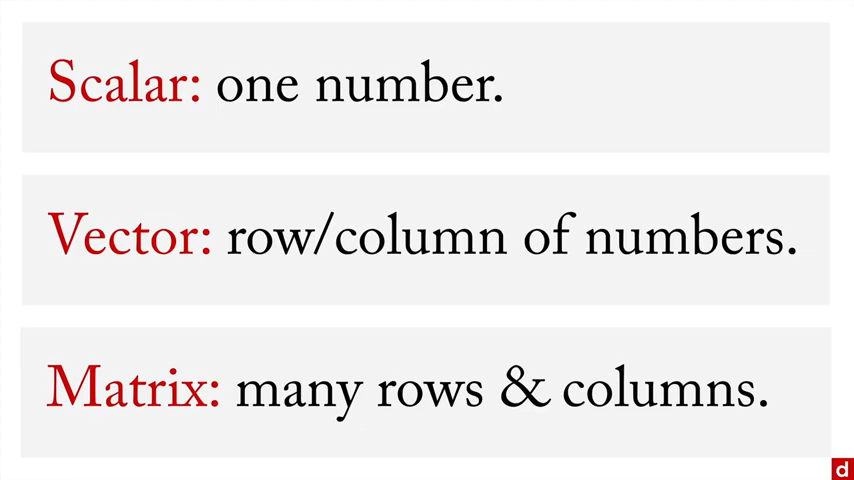 Scalar: one number.
Vector: row/column of numbers.
Matrix: many rows & columns.
d